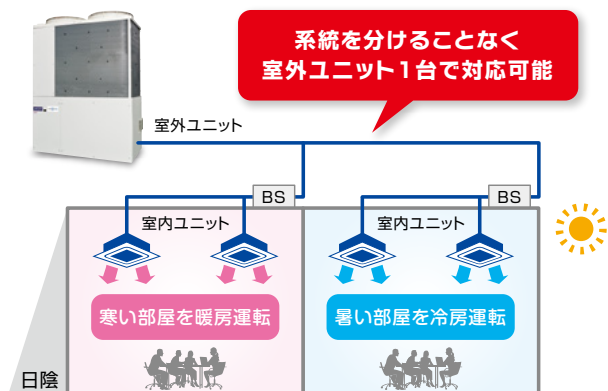 系統を分けることなく
室外ユニット1台で対応可能
室外ユニット
BS
BS
室内ユニット
室内ユニット
寒い部屋を暖房運転
暑い部屋を冷房運転
日陰